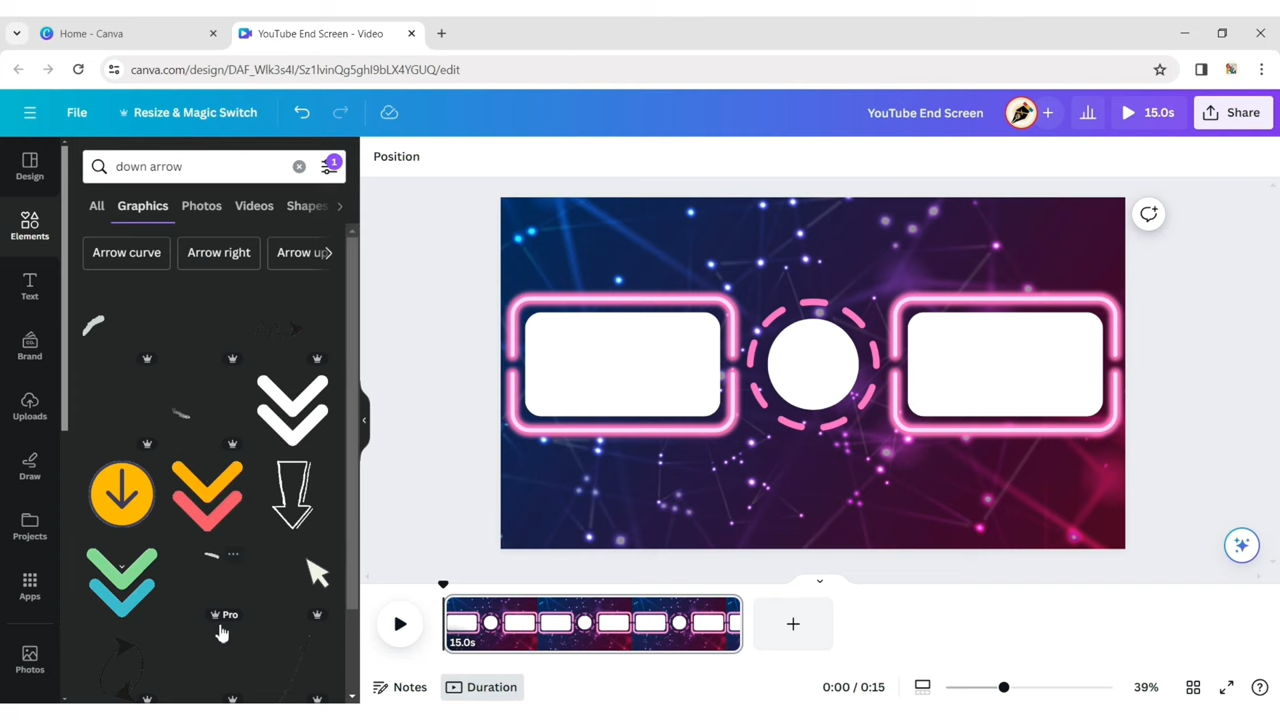 Home - Canva
YouTube End Screen - Video
canva.com/design/DAF_Wlk3s4I/Sz1lvinQg5ghI9bLX4YGUQ/edit
File
Resize & Magic Switch
YouTube End Screen
15.0s
Share
Design
Elements
Text
Brand
Uploads
Draw
Projects
Apps
Photos
down arrow
1
All
Graphics
Photos
Videos
Shapes
Arrow curve
Arrow right
Arrow up
Pro
Position
15.0s
Notes
Duration
0:00 / 0:15
39%